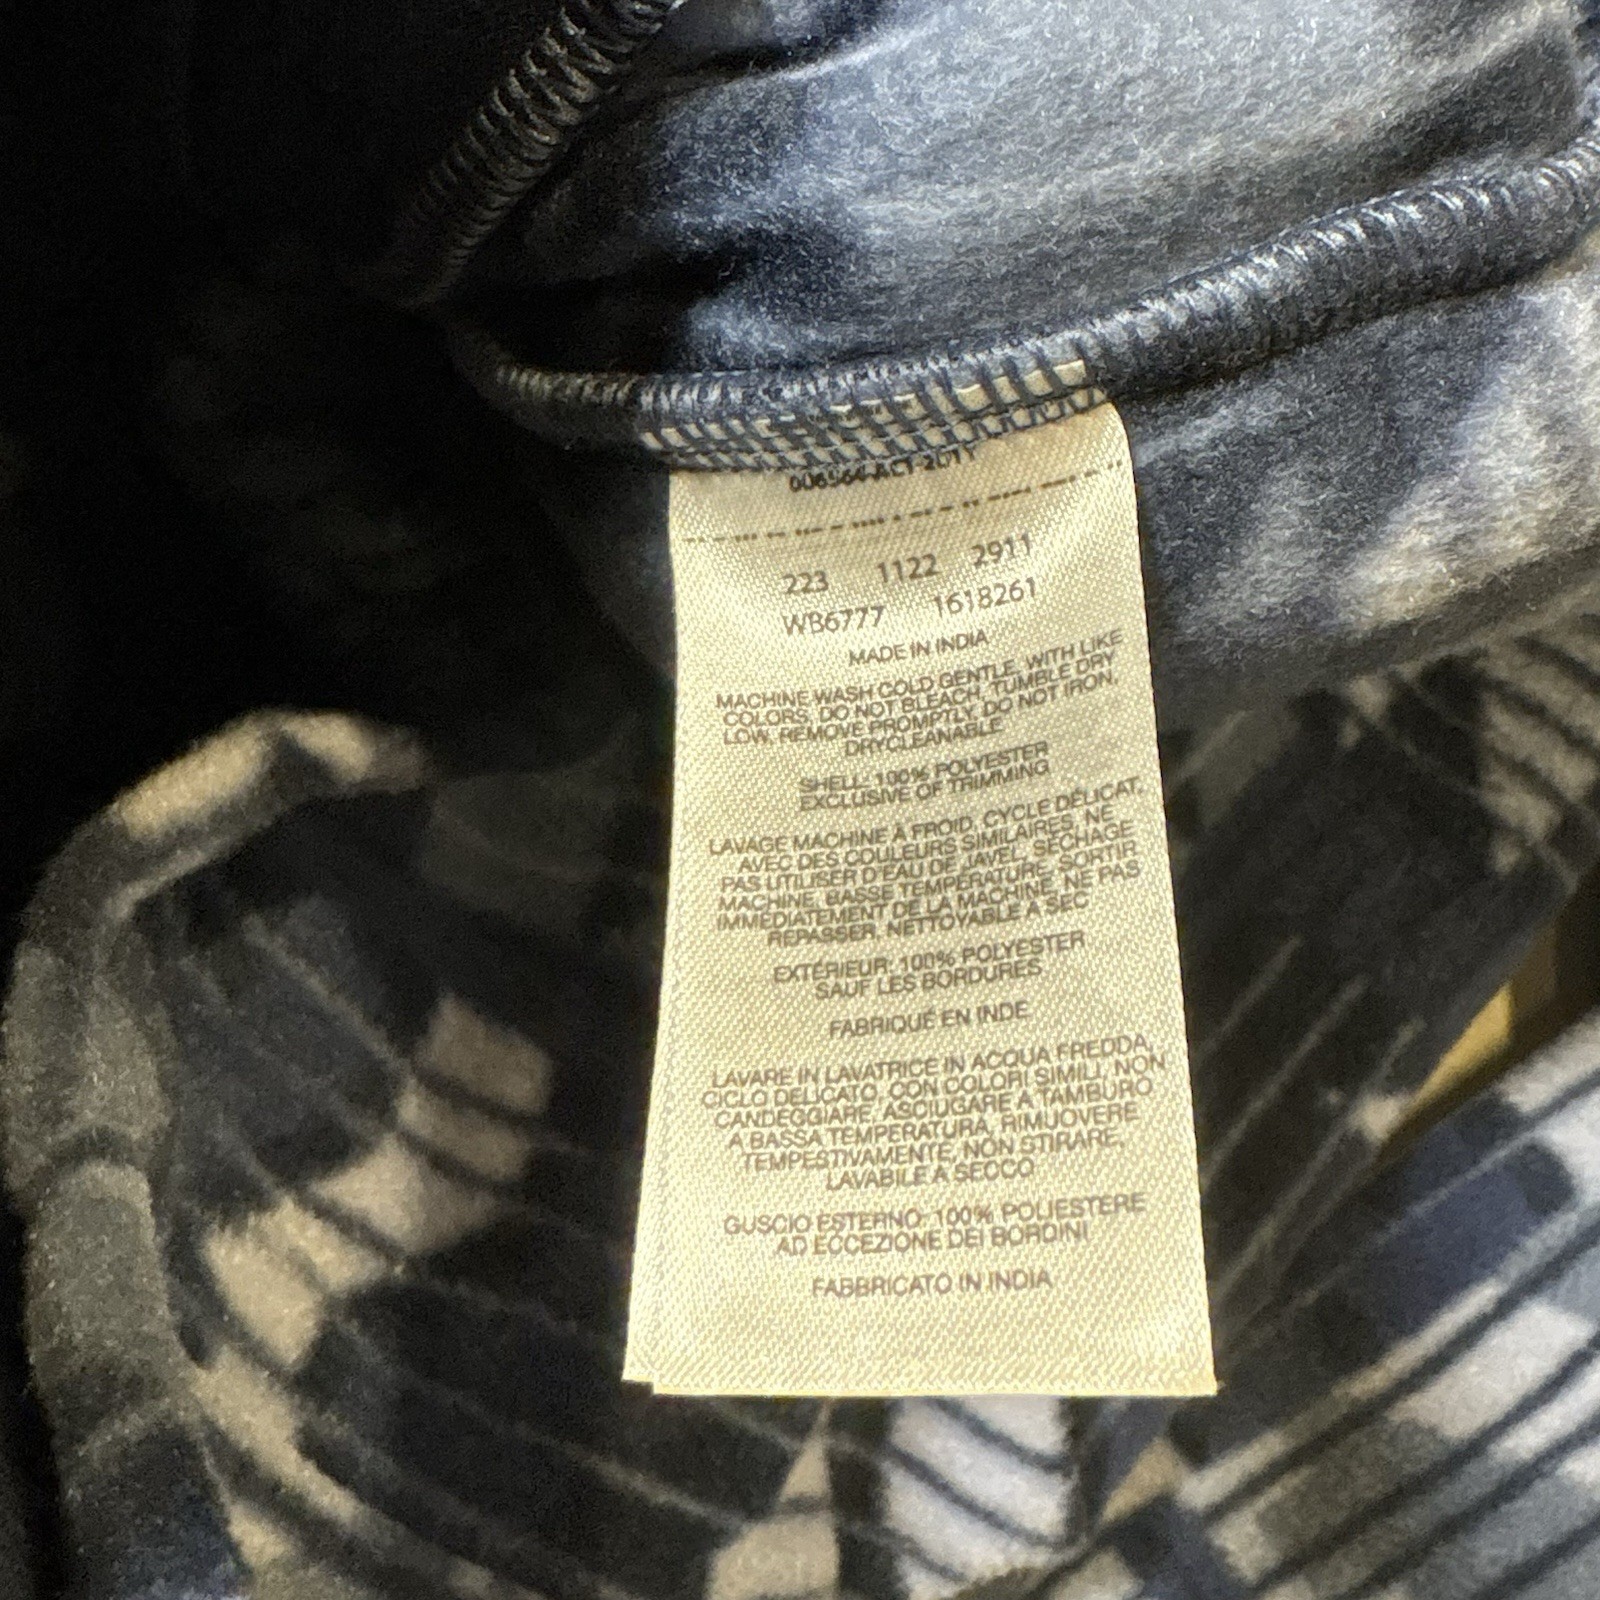 006564-AC1-2011
223 1122 2911
WB6777 1618261
MADE IN INDIA
MACHINE WASH COLD GENTLE, WITH LIKE
COLORS, DO NOT BLEACH, TUMBLE DRY
LOW, REMOVE PROMPTLY, DO NOT IRON,
DRYCLEANABLE
SHELL: 100% POLYESTER
EXCLUSIVE OF TRIMMING
LAVAGE MACHINE À FROID, CYCLE DÉLICAT,
AVEC DES COULEURS SIMILAIRES, NE
PAS UTILISER D'EAU DE JAVEL, SÉCHAGE
MACHINE, BASSE TEMPÉRATURE, SORTIR
IMMÉDIATEMENT DE LA MACHINE, NE PAS
REPASSER, NETTOYABLE À SEC
EXTÉRIEUR: 100% POLYESTER
SAUF LES BORDURES
FABRIQUÉ EN INDE
LAVARE IN LAVATRICE IN ACQUA FREDDA,
CICLO DELICATO, CON COLORI SIMILI, NON
CANDEGGIARE, ASCIUGARE A TAMBURO
A BASSA TEMPERATURA, RIMUOVERE
TEMPESTIVAMENTE, NON STIRARE,
LAVABILE A SECCO
GUSCIO ESTERNO: 100% POLIESTERE
AD ECCEZIONE DEI BORDINI
FABBRICATO IN INDIA